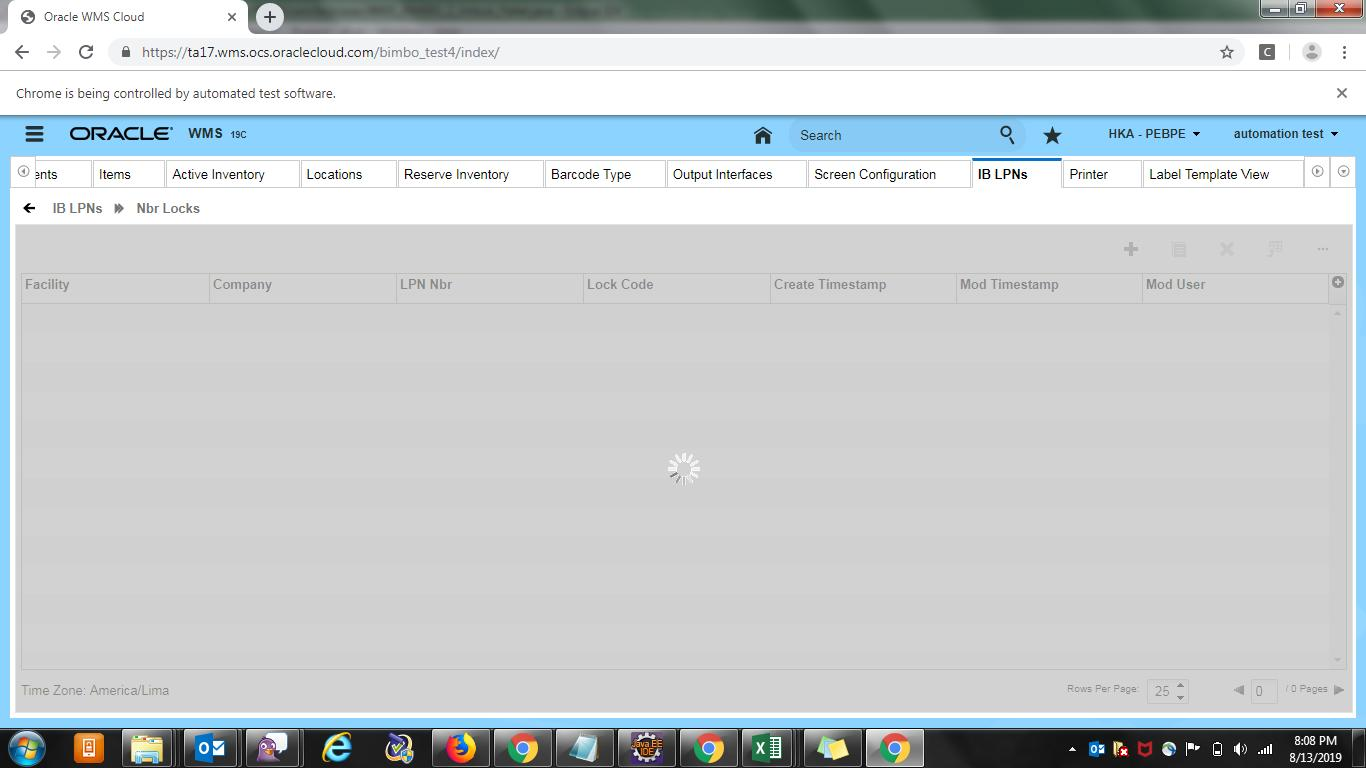 Oracle WMS Cloud
https://ta17.wms.ocs.oraclecloud.com/bimbo_test4/index/
C
Chrome is being controlled by automated test software.
ORACLE WMS 19C
Search
HKA - PEBPE
automation test
ents
Items
Active Inventory
Locations
Reserve Inventory
Barcode Type
Output Interfaces
Screen Configuration
IB LPNs
Printer
Label Template View
IB LPNs
Nbr Locks
Facility
Company
LPN Nbr
Lock Code
Create Timestamp
Mod Timestamp
Mod User
Time Zone: America/Lima
Rows Per Page: 25
0 / 0 Pages
Java EE
IDE
8:08 PM
8/13/2019